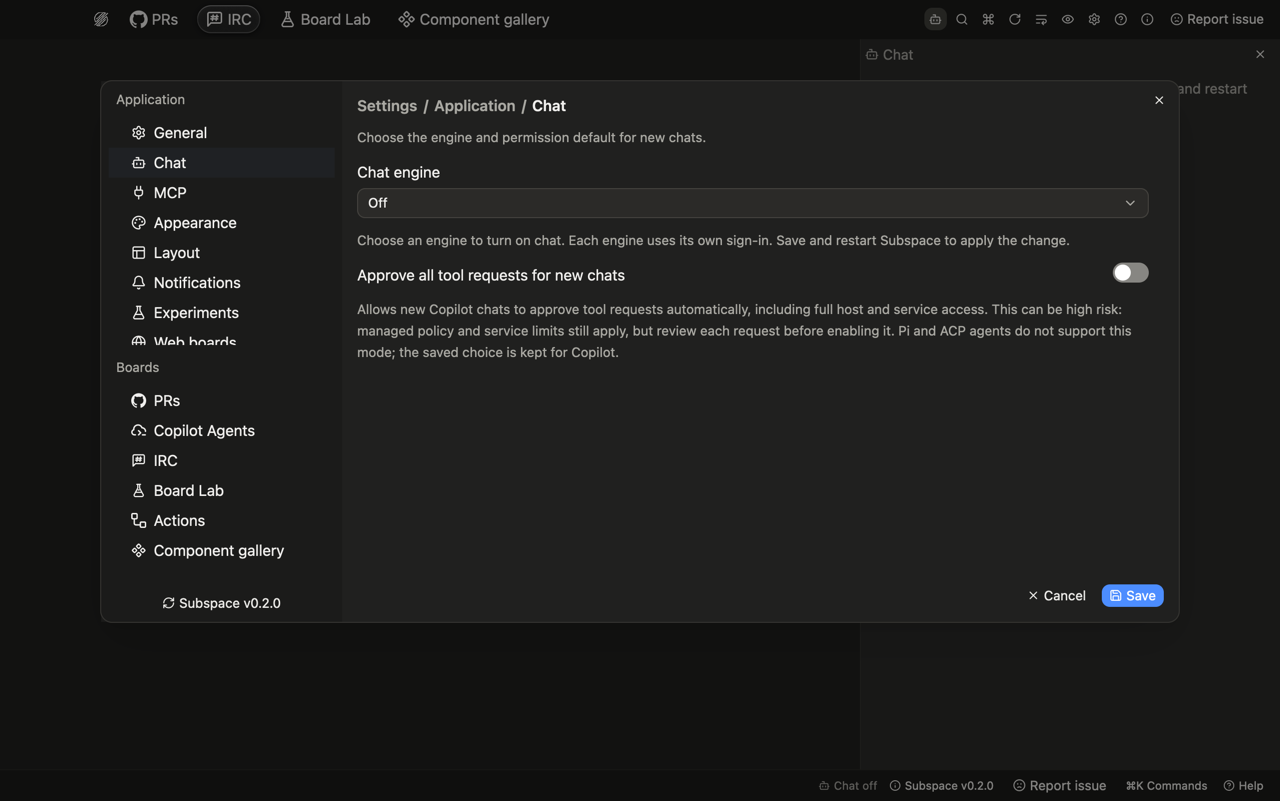 PRs
IRC
Board Lab
Component gallery
Report issue
Chat
and restart
Application
General
Chat
MCP
Appearance
Layout
Notifications
Experiments
Web boards
Boards
PRs
Copilot Agents
IRC
Board Lab
Actions
Component gallery
Subspace v0.2.0
Settings / Application / Chat
Choose the engine and permission default for new chats.
Chat engine
Off
Choose an engine to turn on chat. Each engine uses its own sign-in. Save and restart Subspace to apply the change.
Approve all tool requests for new chats
Allows new Copilot chats to approve tool requests automatically, including full host and service access. This can be high risk:
managed policy and service limits still apply, but review each request before enabling it. Pi and ACP agents do not support this
mode; the saved choice is kept for Copilot.
Cancel
Save
Chat off
Subspace v0.2.0
Report issue
⌘K Commands
Help